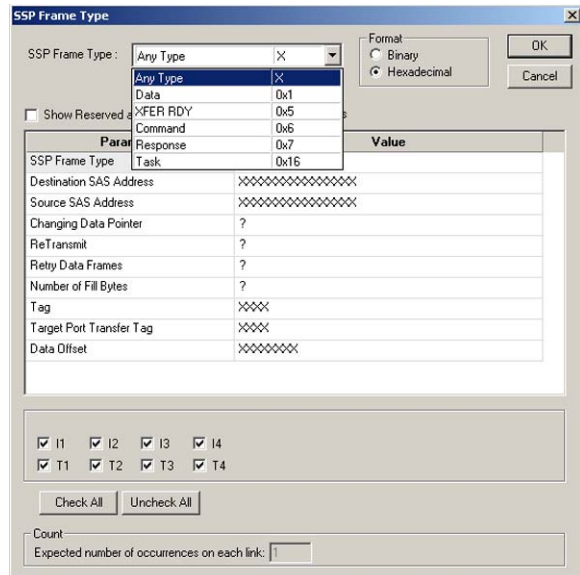 SSP Frame Type
SSP Frame Type :
Any Type X
Format
Binary
Hexadecimal
OK
Cancel
Any Type X
Data 0x1
XFER RDY 0x5
Command 0x6
Response 0x7
Task 0x16
Show Reserved
Value
SSP Frame Type
Destination SAS Address XXXXXXXXXXXXXXXX
Source SAS Address XXXXXXXXXXXXXXXX
Changing Data Pointer ?
ReTransmit ?
Retry Data Frames ?
Number of Fill Bytes ?
Tag XXXX
Target Port Transfer Tag XXXX
Data Offset XXXXXXXX
I1 I2 I3 I4
T1 T2 T3 T4
Check All Uncheck All
Count
Expected number of occurrences on each link: 1